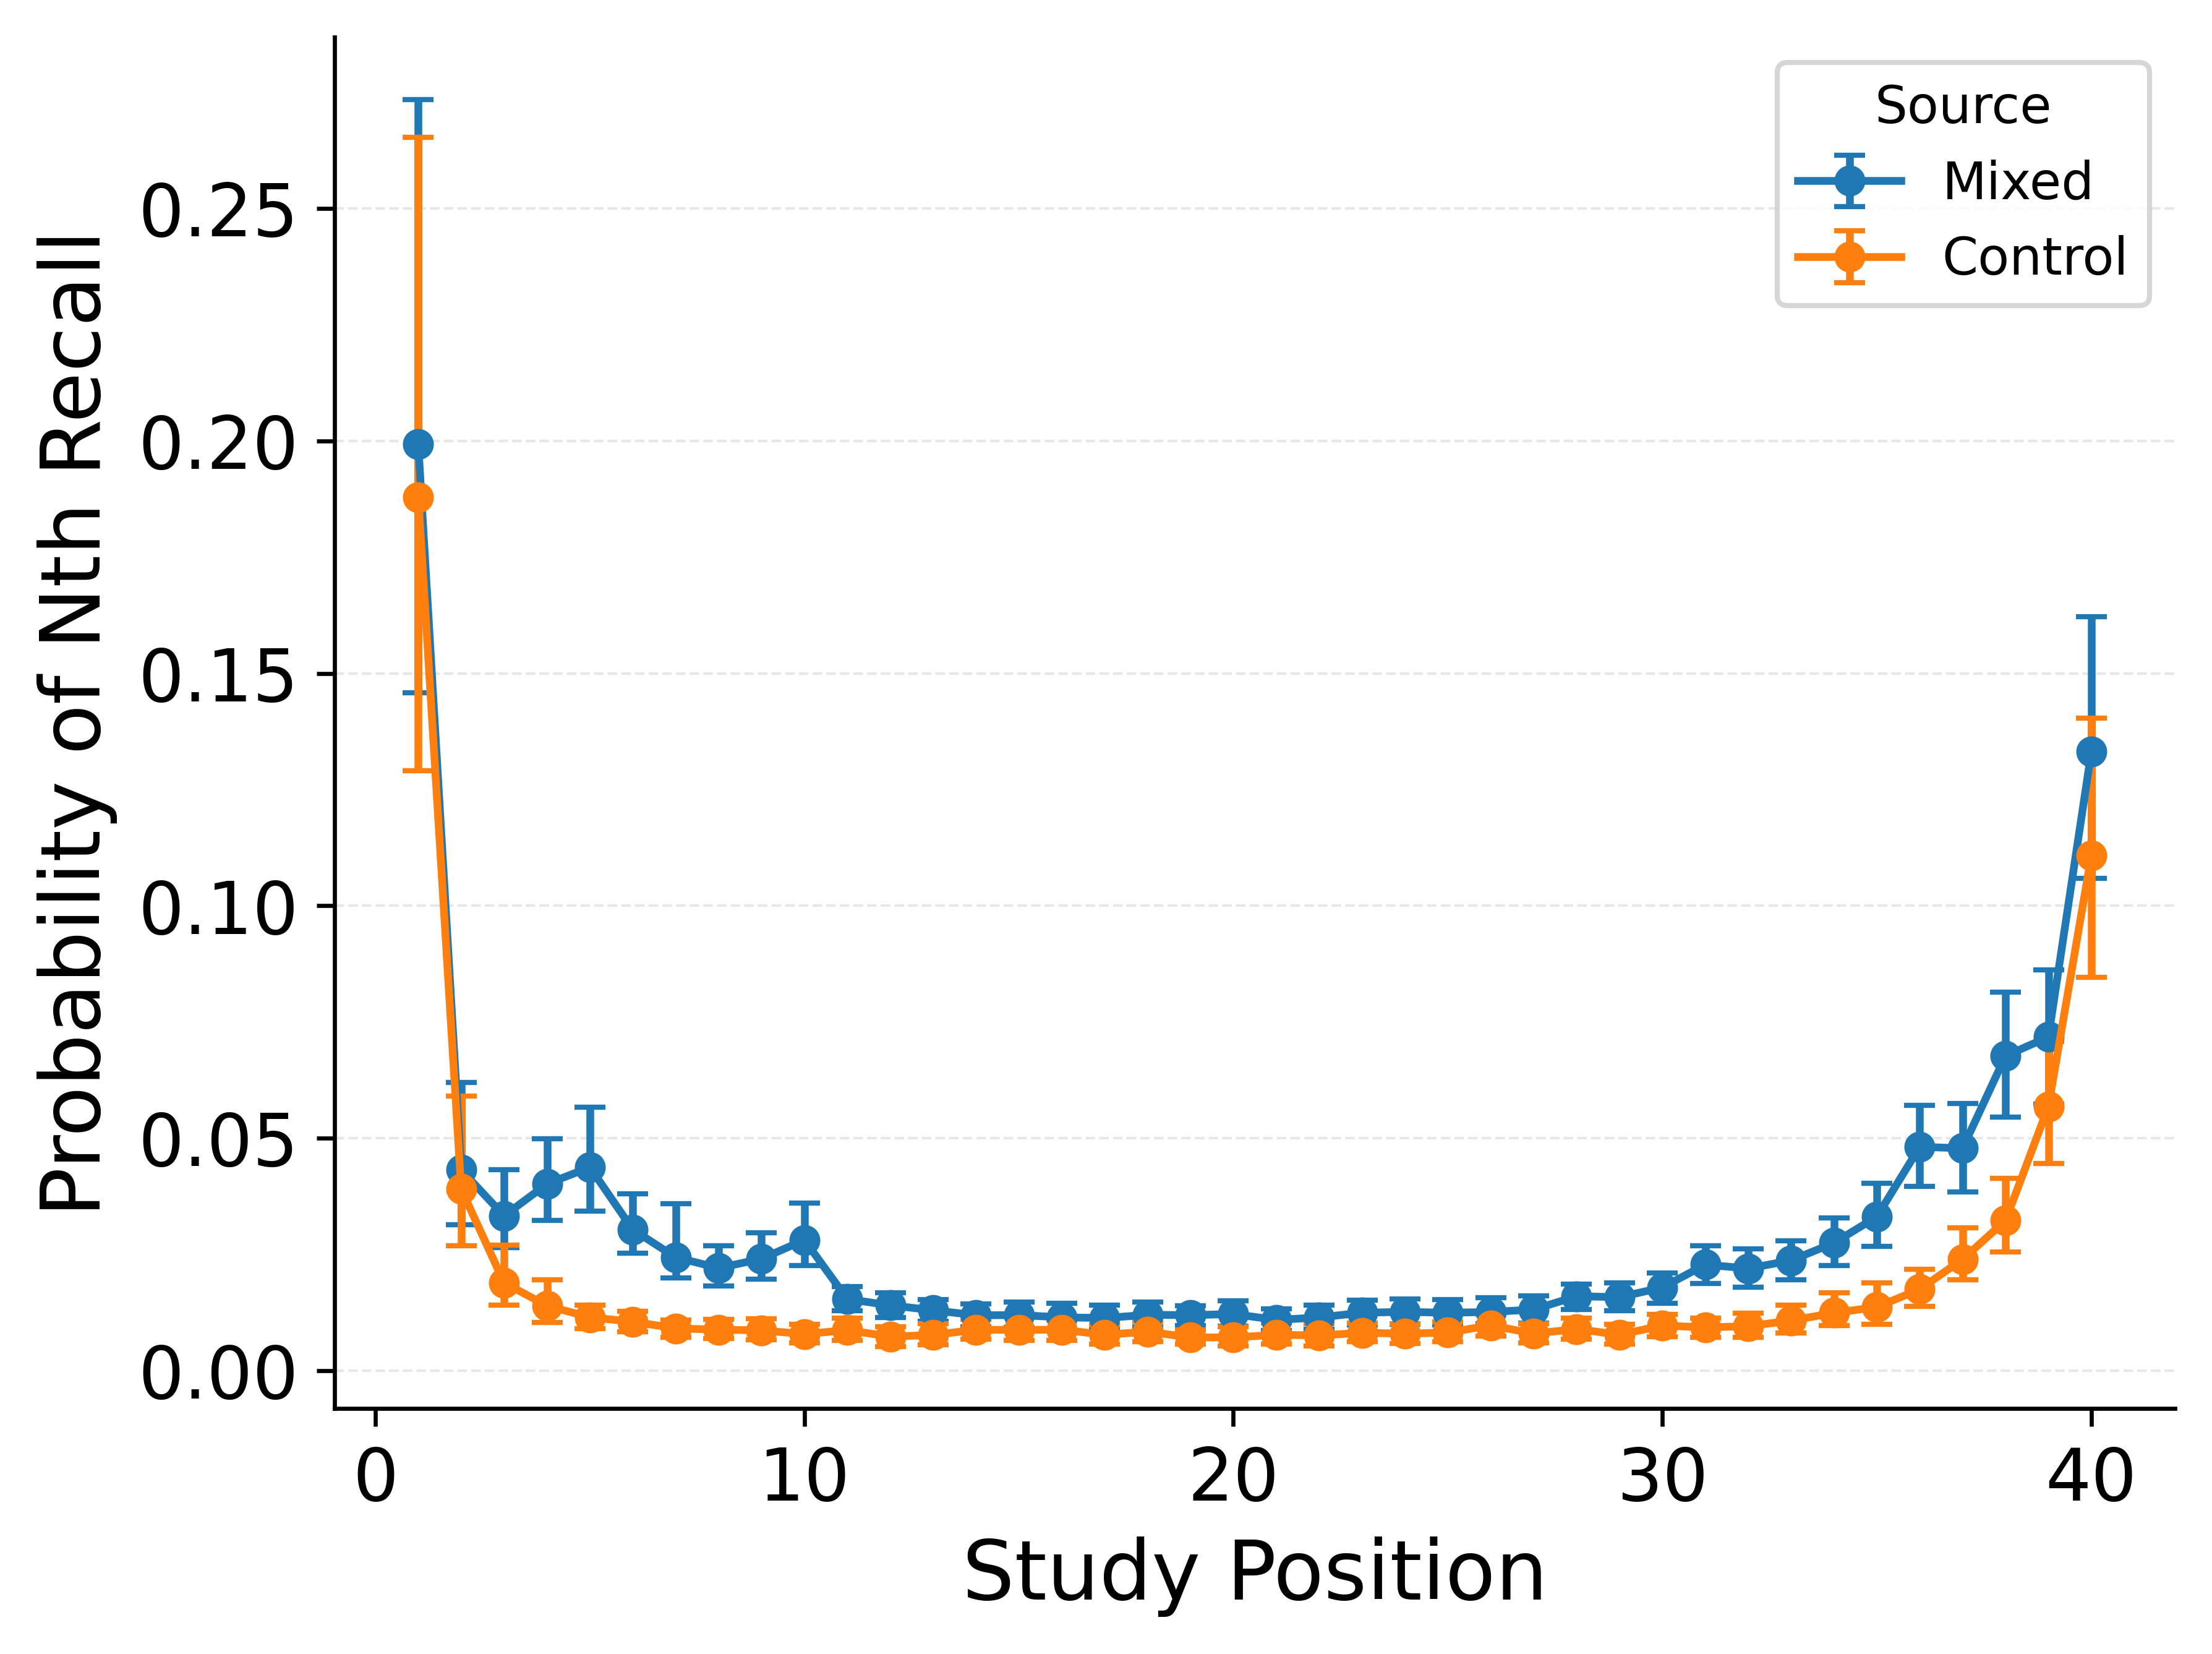 Source
Mixed
Control
Probability of Nth Recall
0.25
0.20
0.15
0.10
0.05
0.00
0 10 20 30 40
Study Position